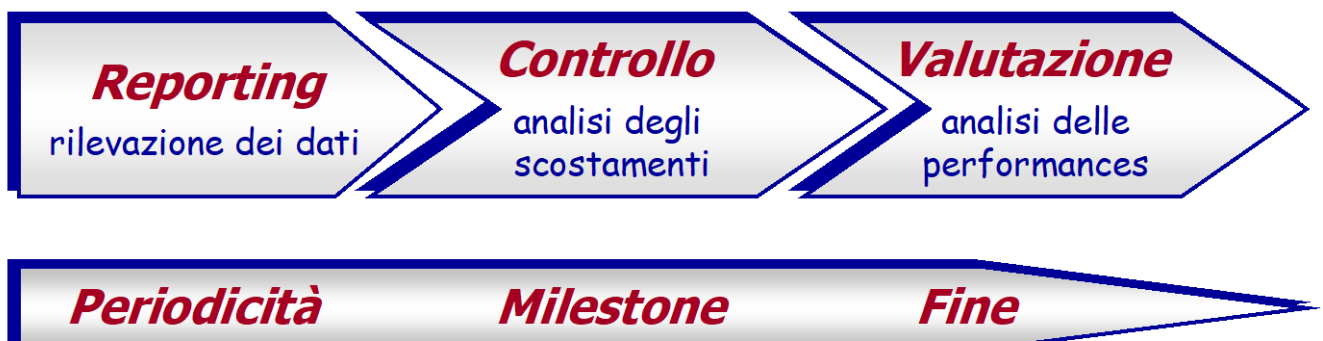 Reporting
rilevazione dei dati
Controllo
analisi degli
scostamenti
Valutazione
analisi delle
performances
Periodicità
Milestone
Fine